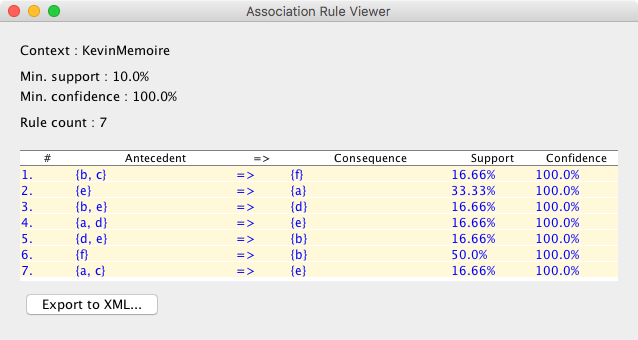 Association Rule Viewer
Context : KevinMemoire
Min. support : 10.0%
Min. confidence : 100.0%
Rule count : 7
# Antecedent => Consequence Support Confidence
1. {b, c} => {f} 16.66% 100.0%
2. {e} => {a} 33.33% 100.0%
3. {b, e} => {d} 16.66% 100.0%
4. {a, d} => {e} 16.66% 100.0%
5. {d, e} => {b} 16.66% 100.0%
6. {f} => {b} 50.0% 100.0%
7. {a, c} => {e} 16.66% 100.0%
Export to XML...